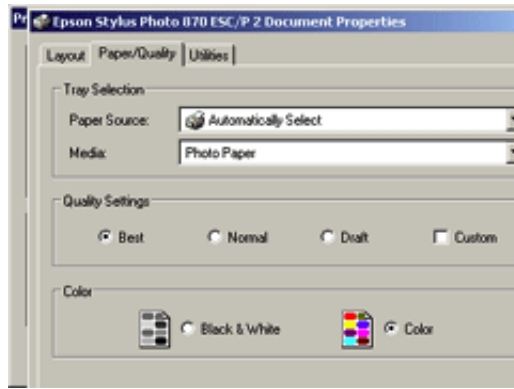 Pr
Epson Stylus Photo 870 ESC/P 2 Document Properties
Layout Paper/Quality Utilities
Tray Selection
Paper Source: Automatically Select
Media: Photo Paper
Quality Settings
Best Normal Draft Custom
Color
Black & White Color